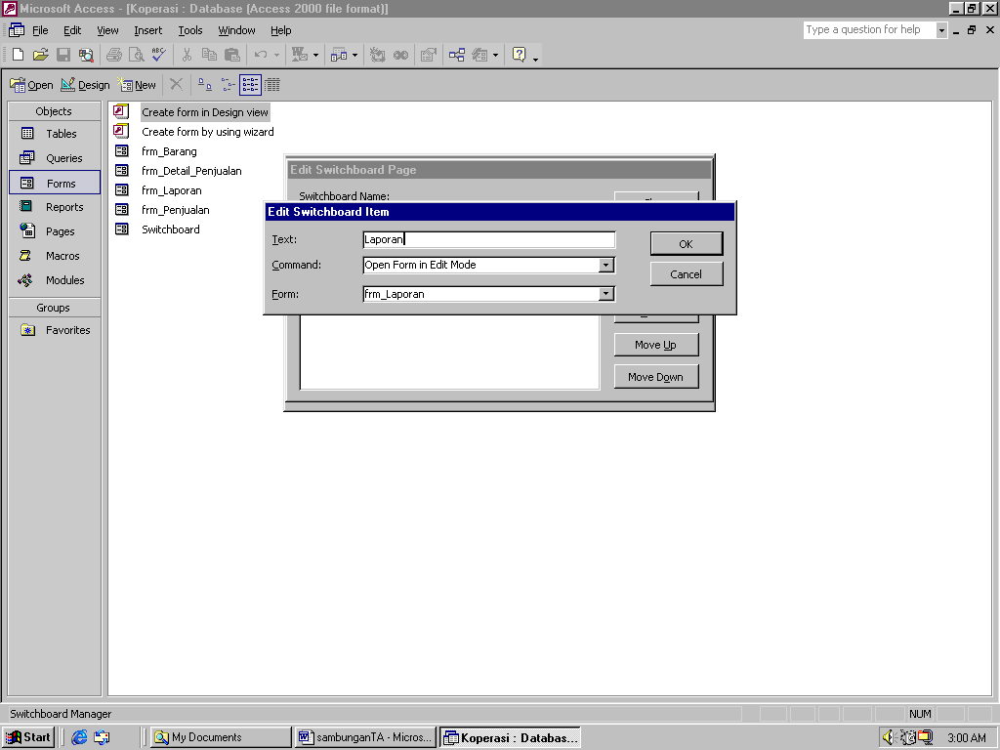 Microsoft Access - [Koperasi : Database (Access 2000 file format)]
File Edit View Insert Tools Window Help
Type a question for help
Open Design New
Objects
Tables
Queries
Forms
Reports
Pages
Macros
Modules
Groups
Favorites
Create form in Design view
Create form by using wizard
frm_Barang
frm_Detail_Penjualan
frm_Laporan
frm_Penjualan
Switchboard
Edit Switchboard Page
Switchboard Name:
Edit Switchboard Item
Text: Laporan
Command: Open Form in Edit Mode
Form: frm_Laporan
OK
Cancel
Move Up
Move Down
Switchboard Manager
NUM
Start
My Documents
sambunganTA - Micros...
Koperasi : Databas...
3:00 AM